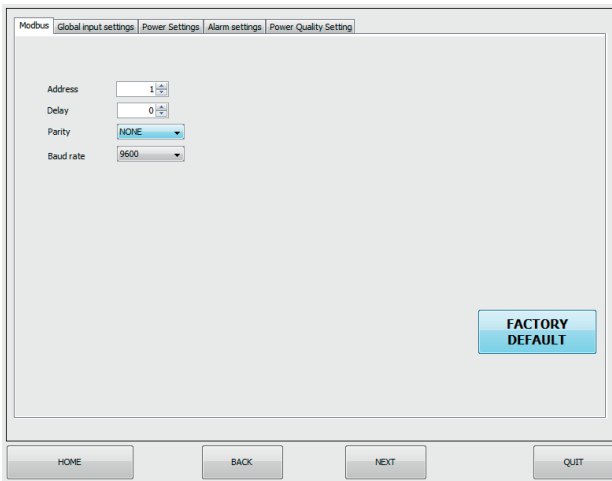 Modbus Global input settings Power Settings Alarm settings Power Quality Setting
Address 1
Delay 0
Parity NONE
Baud rate 9600
FACTORY
DEFAULT
HOME BACK NEXT QUIT